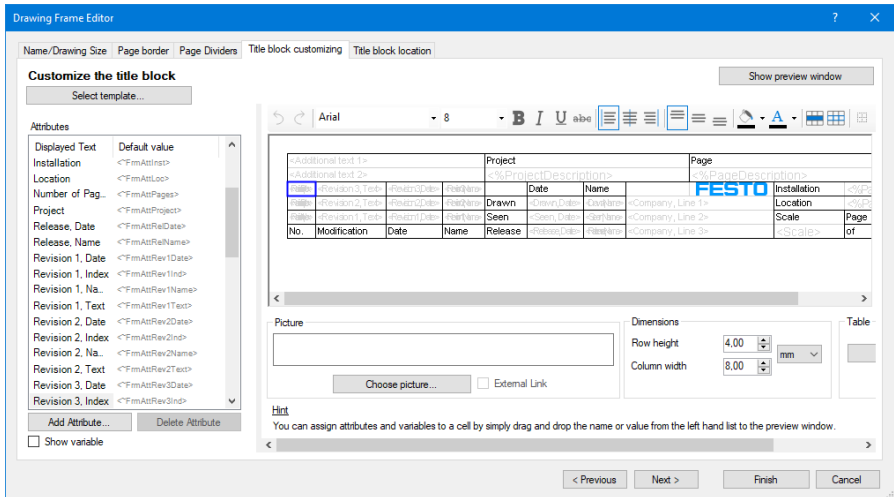 Drawing Frame Editor
Name/Drawing Size Page border Page Dividers Title block customizing Title block location
Customize the title block
Show preview window
Select template...
Arial 8 B I U abc A
Attributes
Displayed Text Default value
Installation <~FrmAttInst>
Location <~FrmAttLoc>
Number of Pag... <~FrmAttPages>
Project <~FrmAttProject>
Release, Date <~FrmAttRelDate>
Release, Name <~FrmAttRelName>
Revision 1, Date <~FrmAttRev1Date>
Revision 1, Index <~FrmAttRev1Ind>
Revision 1, Na... <~FrmAttRev1Name>
Revision 1, Text <~FrmAttRev1Text>
Revision 2, Date <~FrmAttRev2Date>
Revision 2, Index <~FrmAttRev2Ind>
Revision 2, Na... <~FrmAttRev2Name>
Revision 2, Text <~FrmAttRev2Text>
Revision 3, Date <~FrmAttRev3Date>
Revision 3, Index <~FrmAttRev3Ind>
Add Attribute... Delete Attribute
Show variable
<Additional text 1> Project Page
<Additional text 2> <%ProjectDescription> <%PageDescription>
<Revision 3, Text> Date Name FESTO Installation
<Revision 2, Text> Drawn <Drawn, Date> <Company, Line 1> Location
<Revision 1, Text> Seen <Seen, Date> <Company, Line 2> Scale Page
No. Modification Date Name Release <Release, Date> <Company, Line 3> <Scale> of
Picture
Choose picture... External Link
Dimensions
Row height 4,00
mm
Column width 8,00
Table
Hint
You can assign attributes and variables to a cell by simply drag and drop the name or value from the left hand list to the preview window.
< Previous Next > Finish Cancel